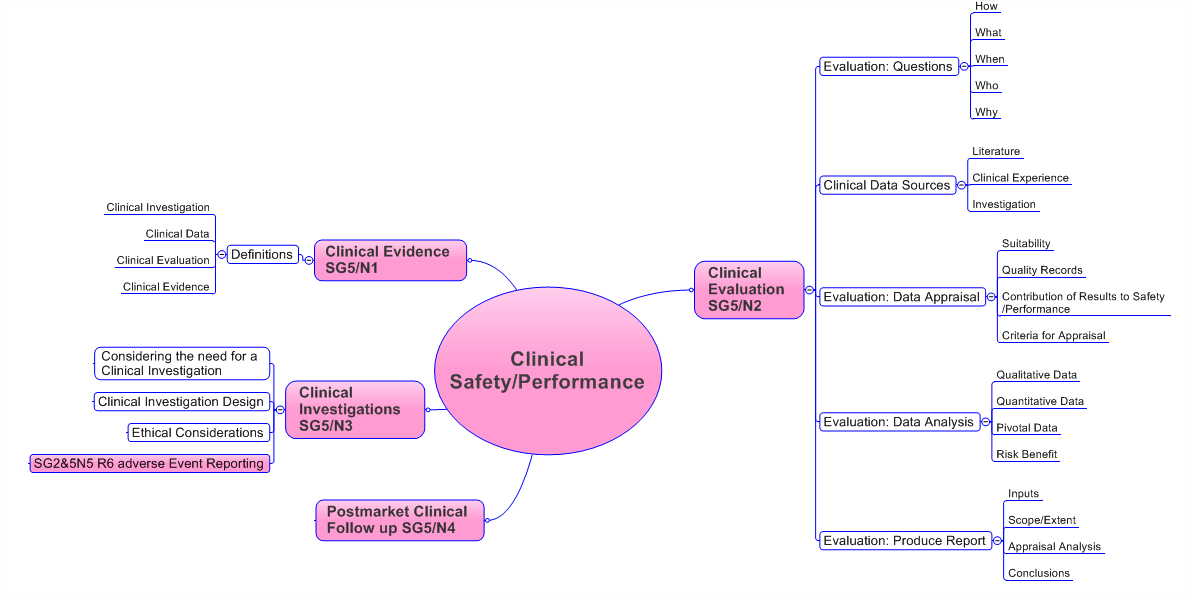 Clinical
Safety/Performance
Clinical Evidence
SG5/N1
Definitions
Clinical Investigation
Clinical Data
Clinical Evaluation
Clinical Evidence
Clinical
Investigations
SG5/N3
Considering the need for a
Clinical Investigation
Clinical Investigation Design
Ethical Considerations
SG2&5N5 R6 adverse Event Reporting
Postmarket Clinical
Follow up SG5/N4
Clinical
Evaluation
SG5/N2
Evaluation: Questions
How
What
When
Who
Why
Clinical Data Sources
Literature
Clinical Experience
Investigation
Evaluation: Data Appraisal
Suitability
Quality Records
Contribution of Results to Safety
/Performance
Criteria for Appraisal
Evaluation: Data Analysis
Qualitative Data
Quantitative Data
Pivotal Data
Risk Benefit
Evaluation: Produce Report
Inputs
Scope/Extent
Appraisal Analysis
Conclusions